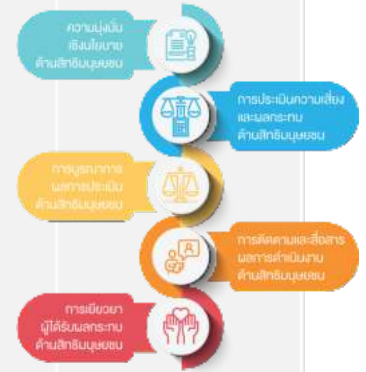 ความมุ่งมั่น
เชิงนโยบาย
ด้านสิทธิมนุษยชน
การประเมินความเสี่ยง
และผลกระทบ
ด้านสิทธิมนุษยชน
การบูรณาการ
ผลการประเมิน
ด้านสิทธิมนุษยชน
การติดตามและสื่อสาร
ผลการดำเนินงาน
ด้านสิทธิมนุษยชน
การเยียวยา
ผู้ได้รับผลกระทบ
ด้านสิทธิมนุษยชน